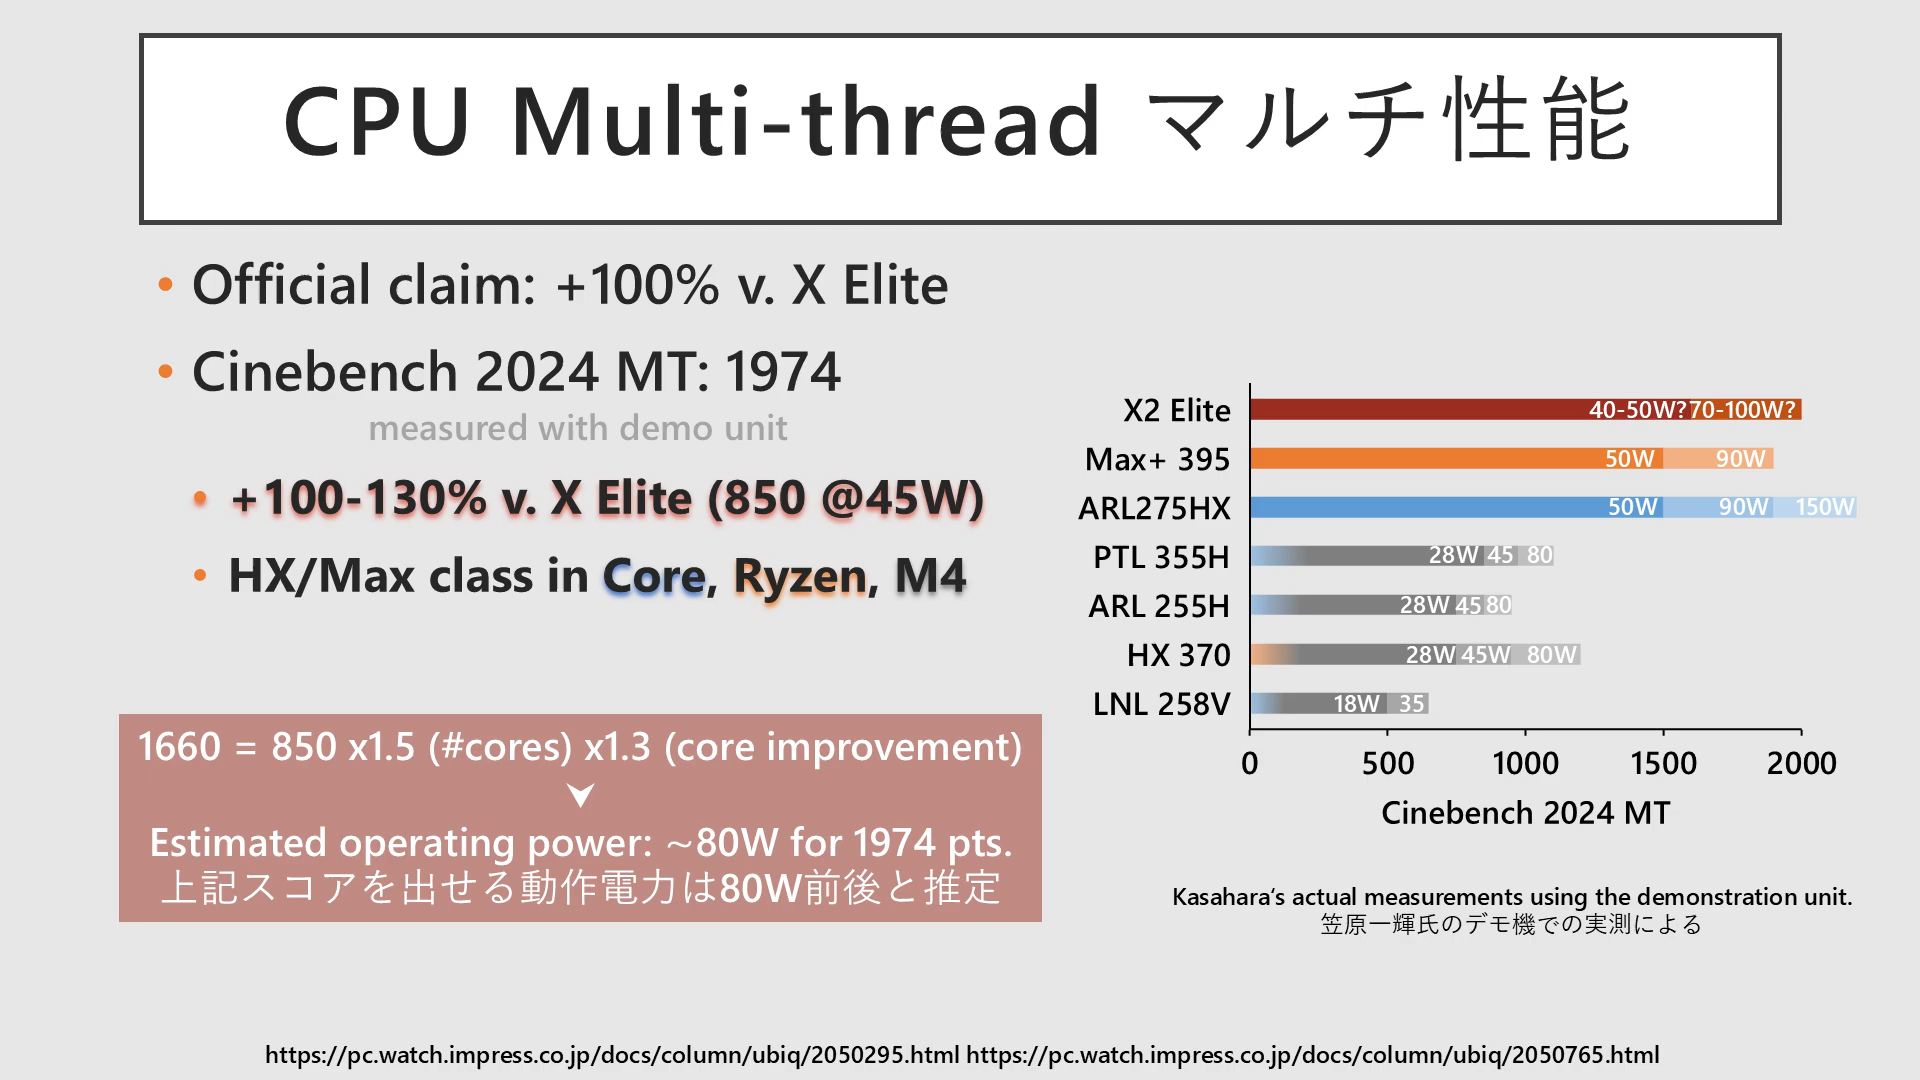 CPU Multi-thread マルチ性能
• Official claim: +100% v. X Elite
• Cinebench 2024 MT: 1974
measured with demo unit
• +100-130% v. X Elite (850 @45W)
• HX/Max class in Core, Ryzen, M4
1660 = 850 x1.5 (#cores) x1.3 (core improvement)
Estimated operating power: ~80W for 1974 pts.
上記スコアを出せる動作電力は80W前後と推定
X2 Elite 40-50W? 70-100W?
Max+ 395 50W 90W
ARL275HX 50W 90W 150W
PTL 355H 28W 45 80
ARL 255H 28W 45 80
HX 370 28W 45W 80W
LNL 258V 18W 35
0 500 1000 1500 2000
Cinebench 2024 MT
Kasahara‘s actual measurements using the demonstration unit.
笠原一輝氏のデモ機での実測による
https://pc.watch.impress.co.jp/docs/column/ubiq/2050295.html https://pc.watch.impress.co.jp/docs/column/ubiq/2050765.html